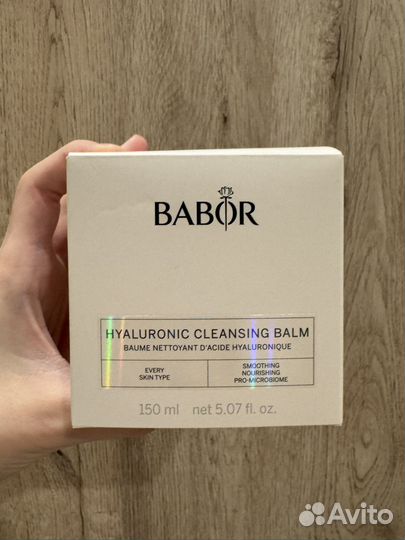 BABOR
HYALURONIC CLEANSING BALM
BAUME NETTOYANT D'ACIDE HYALURONIQUE
EVERY
SKIN TYPE
SMOOTHING
NOURISHING
PRO-MICROBIOME
150 ml net 5.07 fl. oz.
Avito